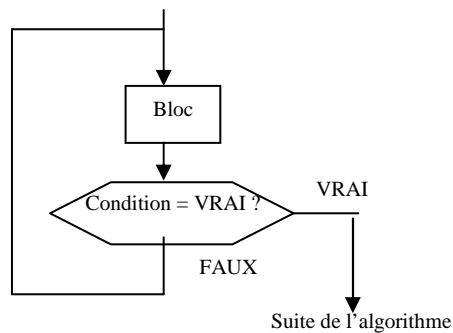 Bloc
Condition = VRAI ?
VRAI
FAUX
Suite de l'algorithme